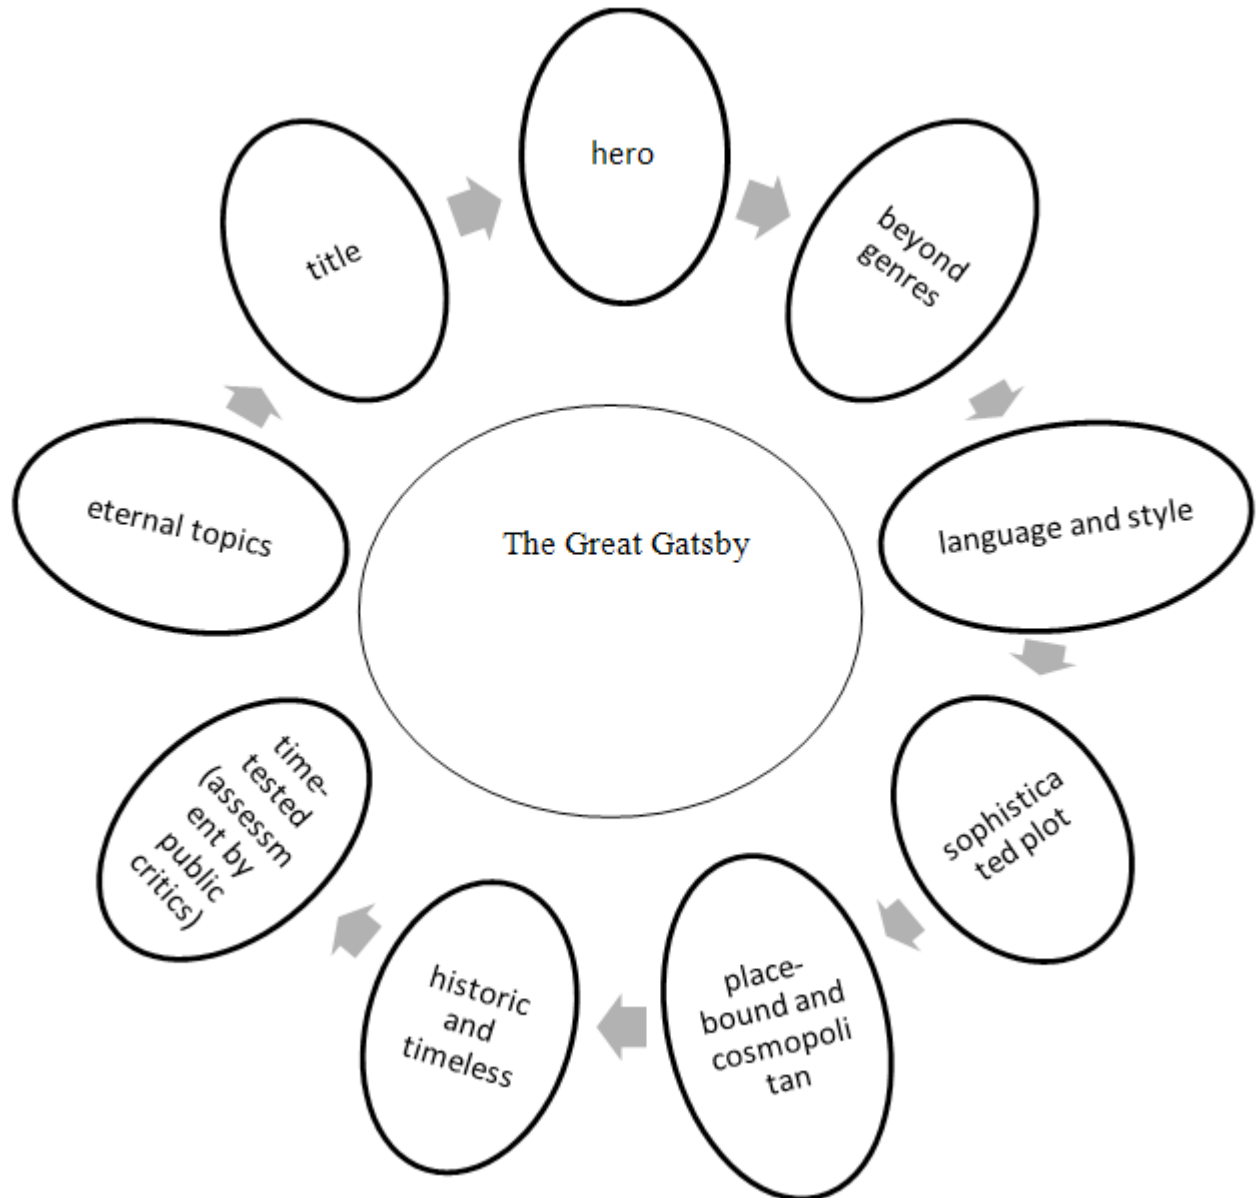 hero
beyond
genres
language and style
sophistica
ted plot
place-
bound and
cosmopoli
tan
historic
and
timeless
time-
tested
(assessm
ent by
public
critics)
eternal topics
title
The Great Gatsby